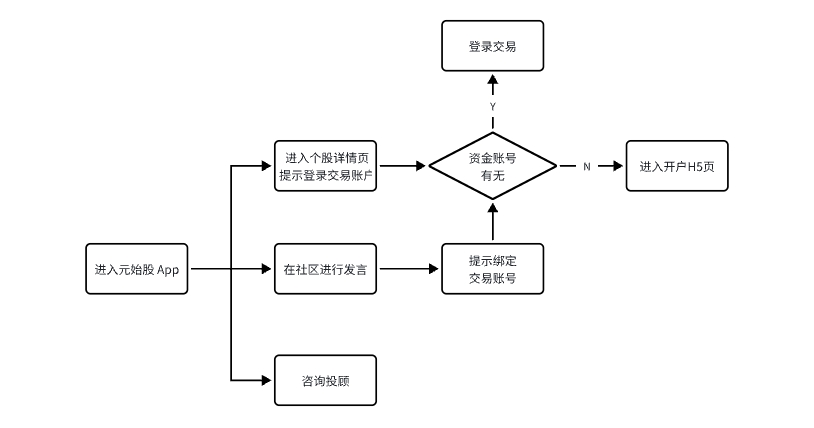 登录交易
Y
进入个股详情页
提示登录交易账户
资金账号
有无
N
进入开户H5页
进入元始股 App
在社区进行发言
提示绑定
交易账号
咨询投顾